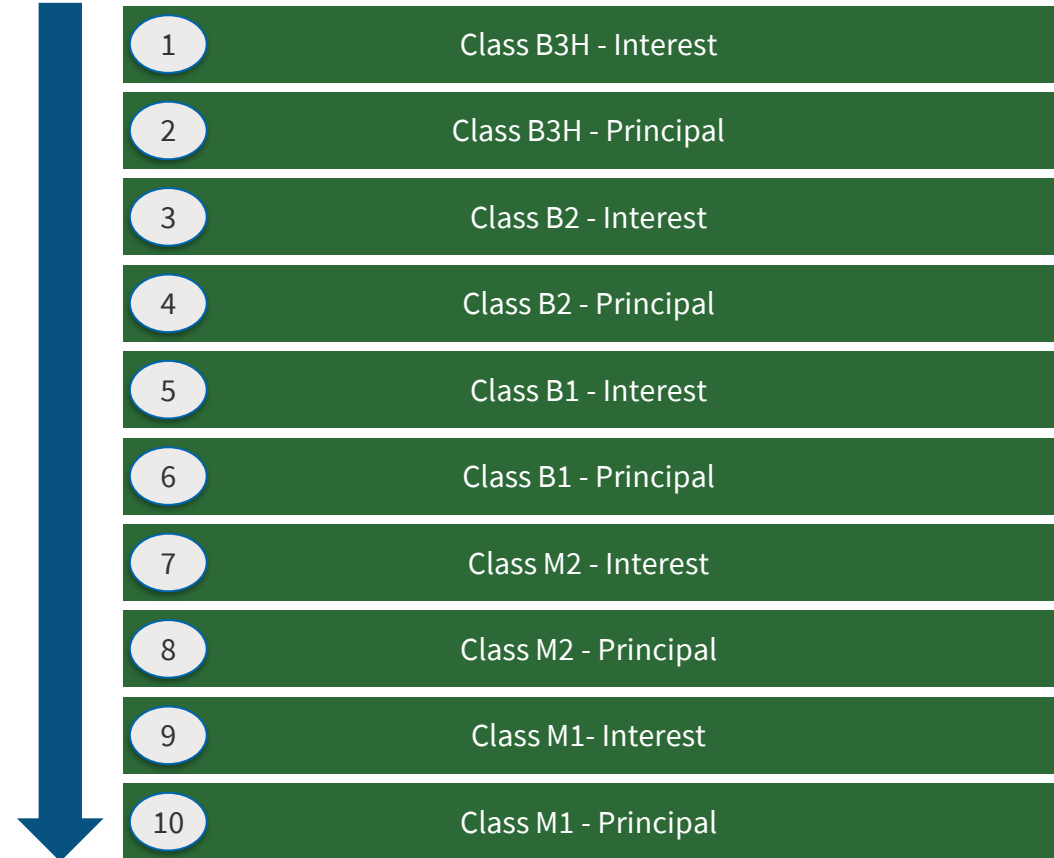 1 Class B3H - Interest
2 Class B3H - Principal
3 Class B2 - Interest
4 Class B2 - Principal
5 Class B1 - Interest
6 Class B1 - Principal
7 Class M2 - Interest
8 Class M2 - Principal
9 Class M1- Interest
10 Class M1 - Principal